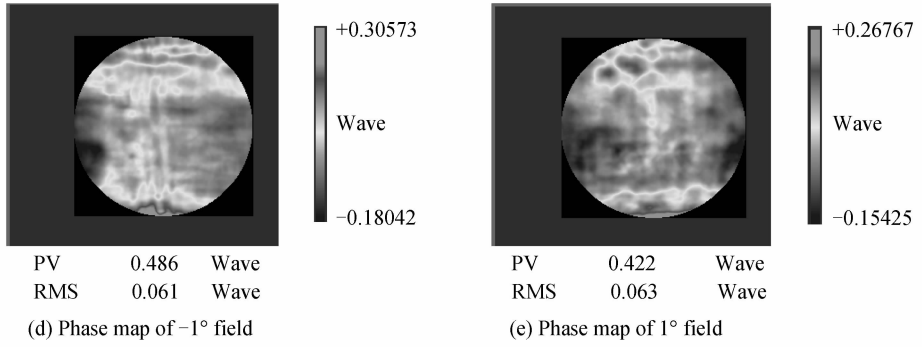 +0.30573
Wave
−0.18042
PV 0.486 Wave
RMS 0.061 Wave
(d) Phase map of −1° field
+0.26767
Wave
−0.15425
PV 0.422 Wave
RMS 0.063 Wave
(e) Phase map of 1° field